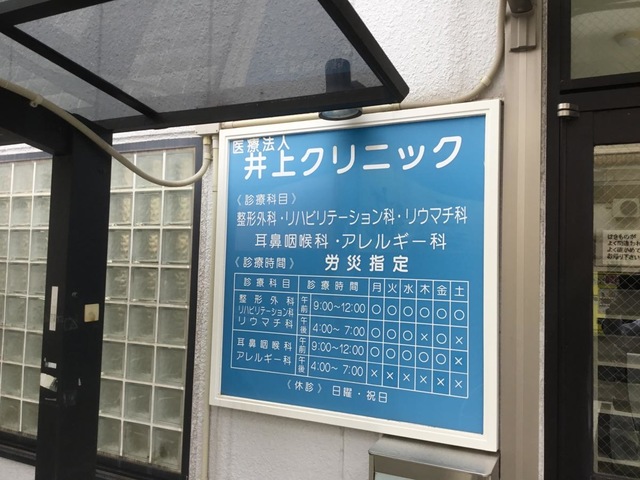 医療法人
井上クリニック
〈診療科目〉
整形外科・リハビリテーション科・リウマチ科
耳鼻咽喉科・アレルギー科
〈診療時間〉 労災指定
診療科目 診療時間 月 火 水 木 金 土
整形外科 リハビリテーション科 リウマチ科 午前 9:00〜12:00 ○ ○ ○ ○ ○ ○
午後 4:00〜7:00 ○ ○ ○ × ○ ×
耳鼻咽喉科 アレルギー科 午前 9:00〜12:00 ○ ○ ○ ○ ○ ○
午後 4:00〜7:00 × × × × × ×
〈休診〉 日曜・祝日
はきものが